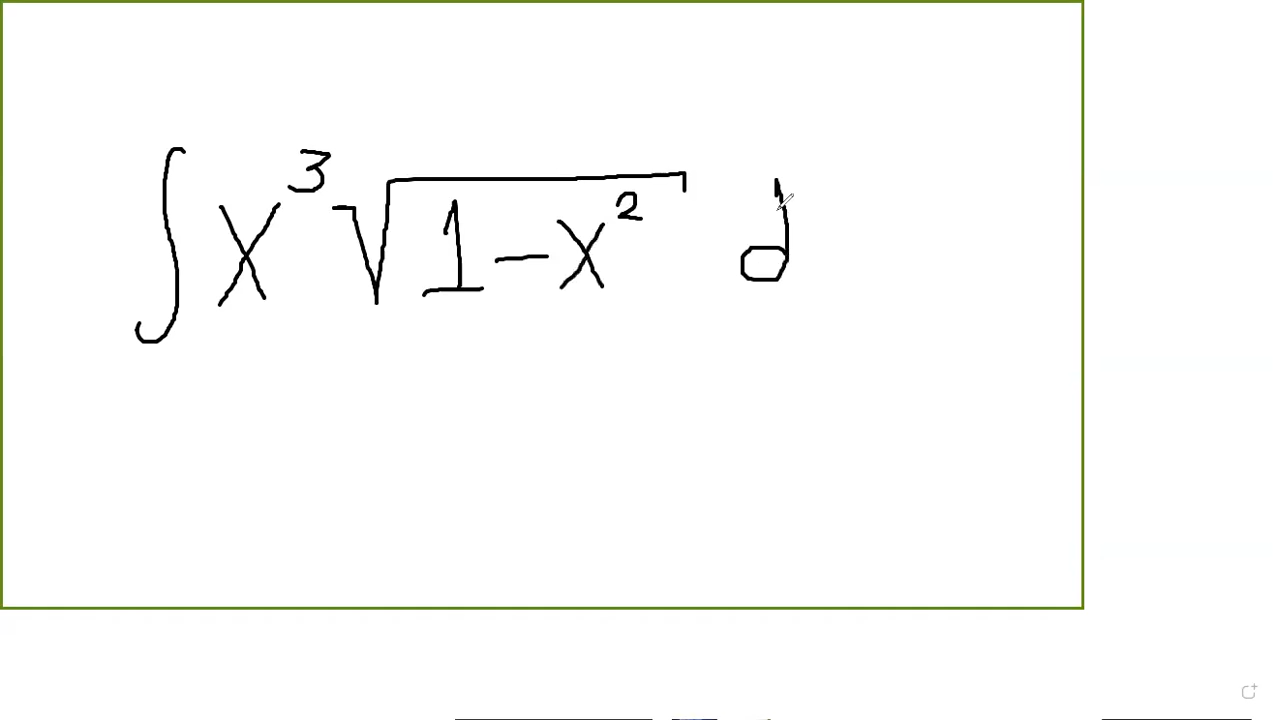 ∫ x³ √(1 - x²) d